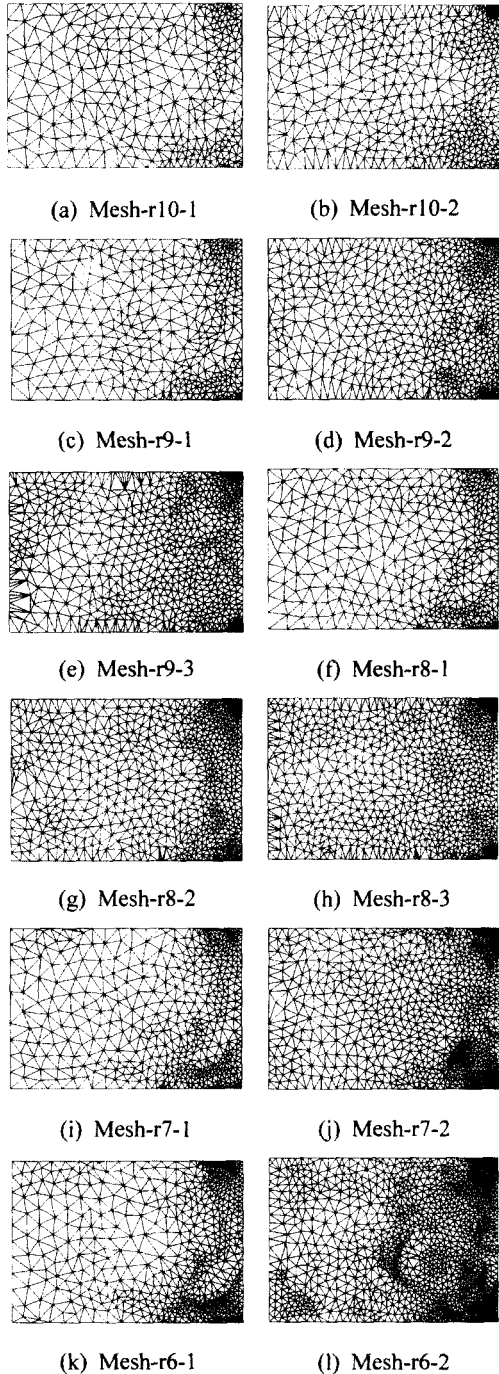 (a) Mesh-r10-1
(b) Mesh-r10-2
(c) Mesh-r9-1
(d) Mesh-r9-2
(e) Mesh-r9-3
(f) Mesh-r8-1
(g) Mesh-r8-2
(h) Mesh-r8-3
(i) Mesh-r7-1
(j) Mesh-r7-2
(k) Mesh-r6-1
(l) Mesh-r6-2